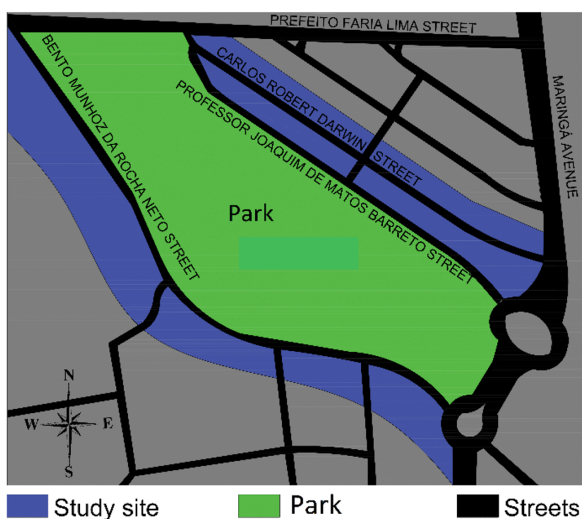 PREFEITO FARIA LIMA STREET
MARINGÁ AVENUE
CARLOS ROBERT DARWIN STREET
PROFESSOR JOAQUIM DE MATOS BARRETO STREET
BENTO MUNHOZ DA ROCHA NETO STREET
Park
N
W
E
S
Study site
Park
Streets